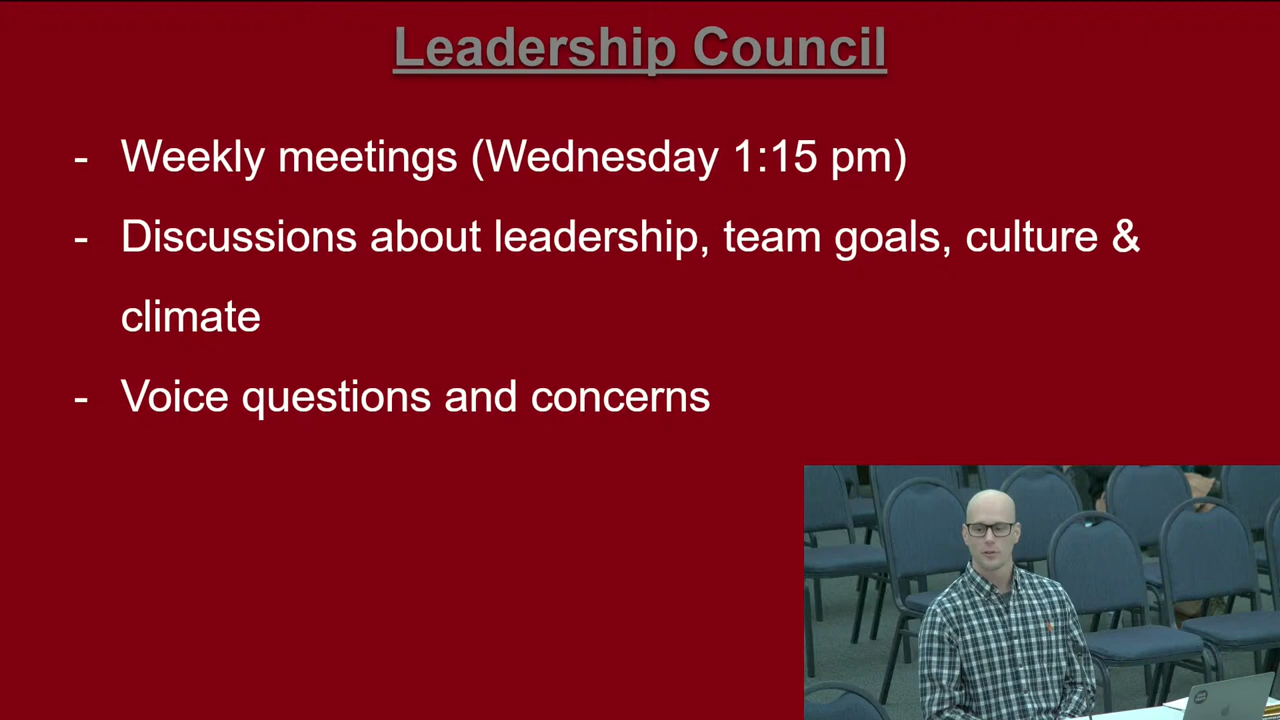 Leadership Council
- Weekly meetings (Wednesday 1:15 pm)
- Discussions about leadership, team goals, culture &
climate
- Voice questions and concerns